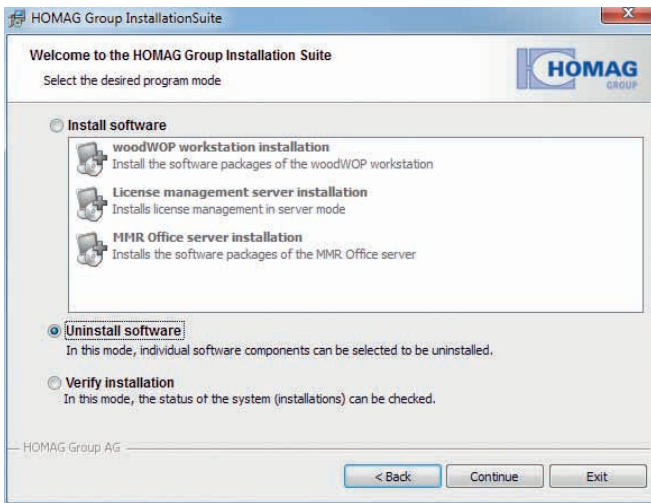 HOMAG Group InstallationSuite
Welcome to the HOMAG Group Installation Suite
Select the desired program mode
HOMAG
GROUP
Install software
woodWOP workstation installation
Install the software packages of the woodWOP workstation
License management server installation
Installs license management in server mode
MMR Office server installation
Installs the software packages of the MMR Office server
Uninstall software
In this mode, individual software components can be selected to be uninstalled.
Verify installation
In this mode, the status of the system (installations) can be checked.
HOMAG Group AG
< Back
Continue
Exit